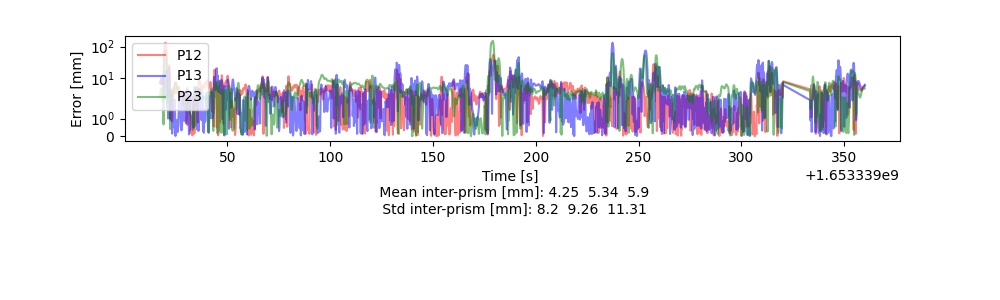 Error [mm]
10²
10¹
10⁰
0
P12
P13
P23
50 100 150 200 250 300 350
Time [s]
+1.653339e9
Mean inter-prism [mm]: 4.25 5.34 5.9
Std inter-prism [mm]: 8.2 9.26 11.31